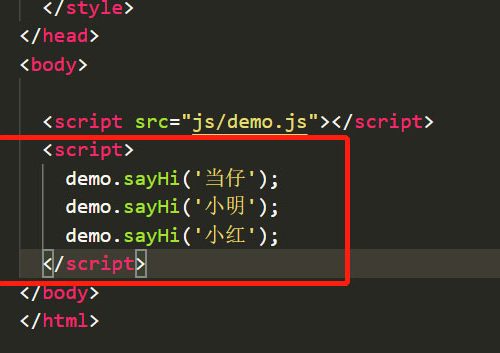 </style>
</head>
<body>
<script src="js/demo.js"></script>
<script>
demo.sayHi('当仔');
demo.sayHi('小明');
demo.sayHi('小红');
</script>
</body>
</html>